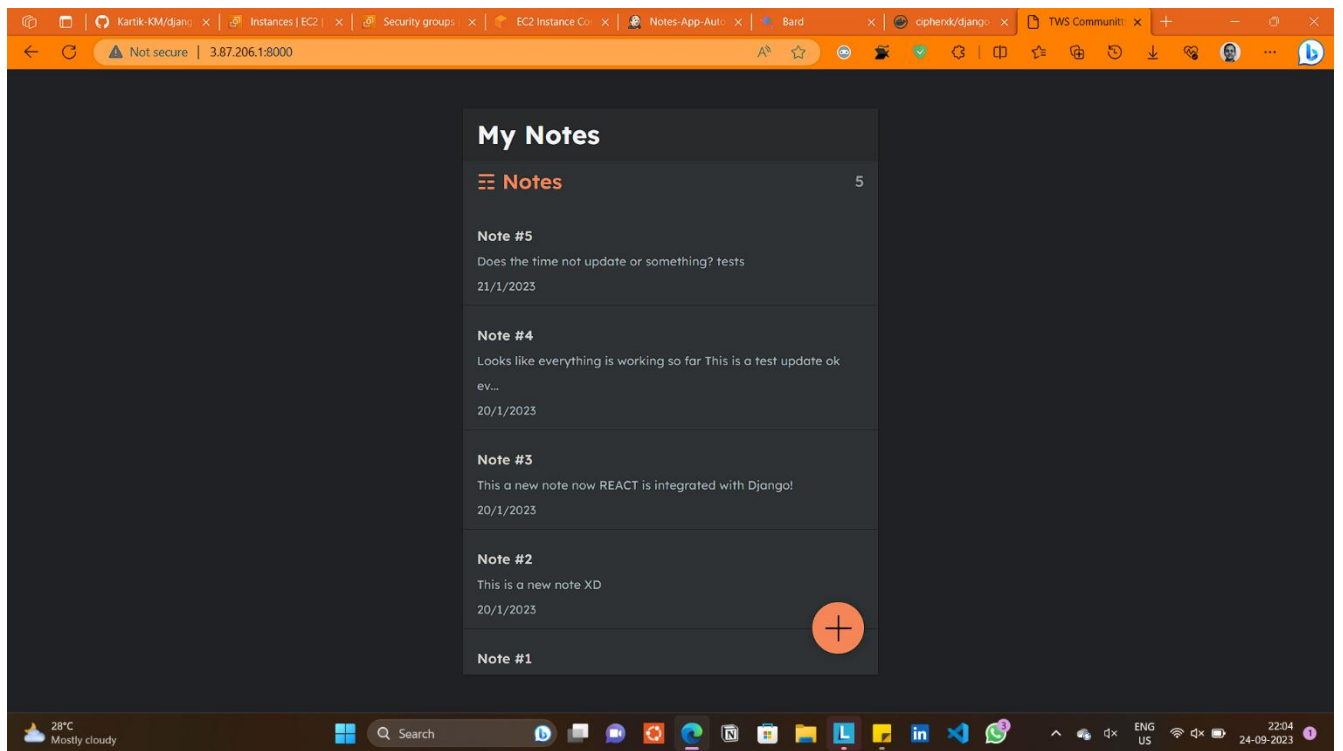 Kartik-KM/djang
Instances | EC2 |
Security groups
EC2 Instance Co
Notes-App-Auto
Bard
cipherxk/django
TWS Communit
Not secure | 3.87.206.1:8000
My Notes
Notes 5
Note #5
Does the time not update or something? tests
21/1/2023
Note #4
Looks like everything is working so far This is a test update ok
ev...
20/1/2023
Note #3
This a new note now REACT is integrated with Django!
20/1/2023
Note #2
This is a new note XD
20/1/2023
Note #1
28°C
Mostly cloudy
Search
3
ENG
US
22:04
24-09-2023
1